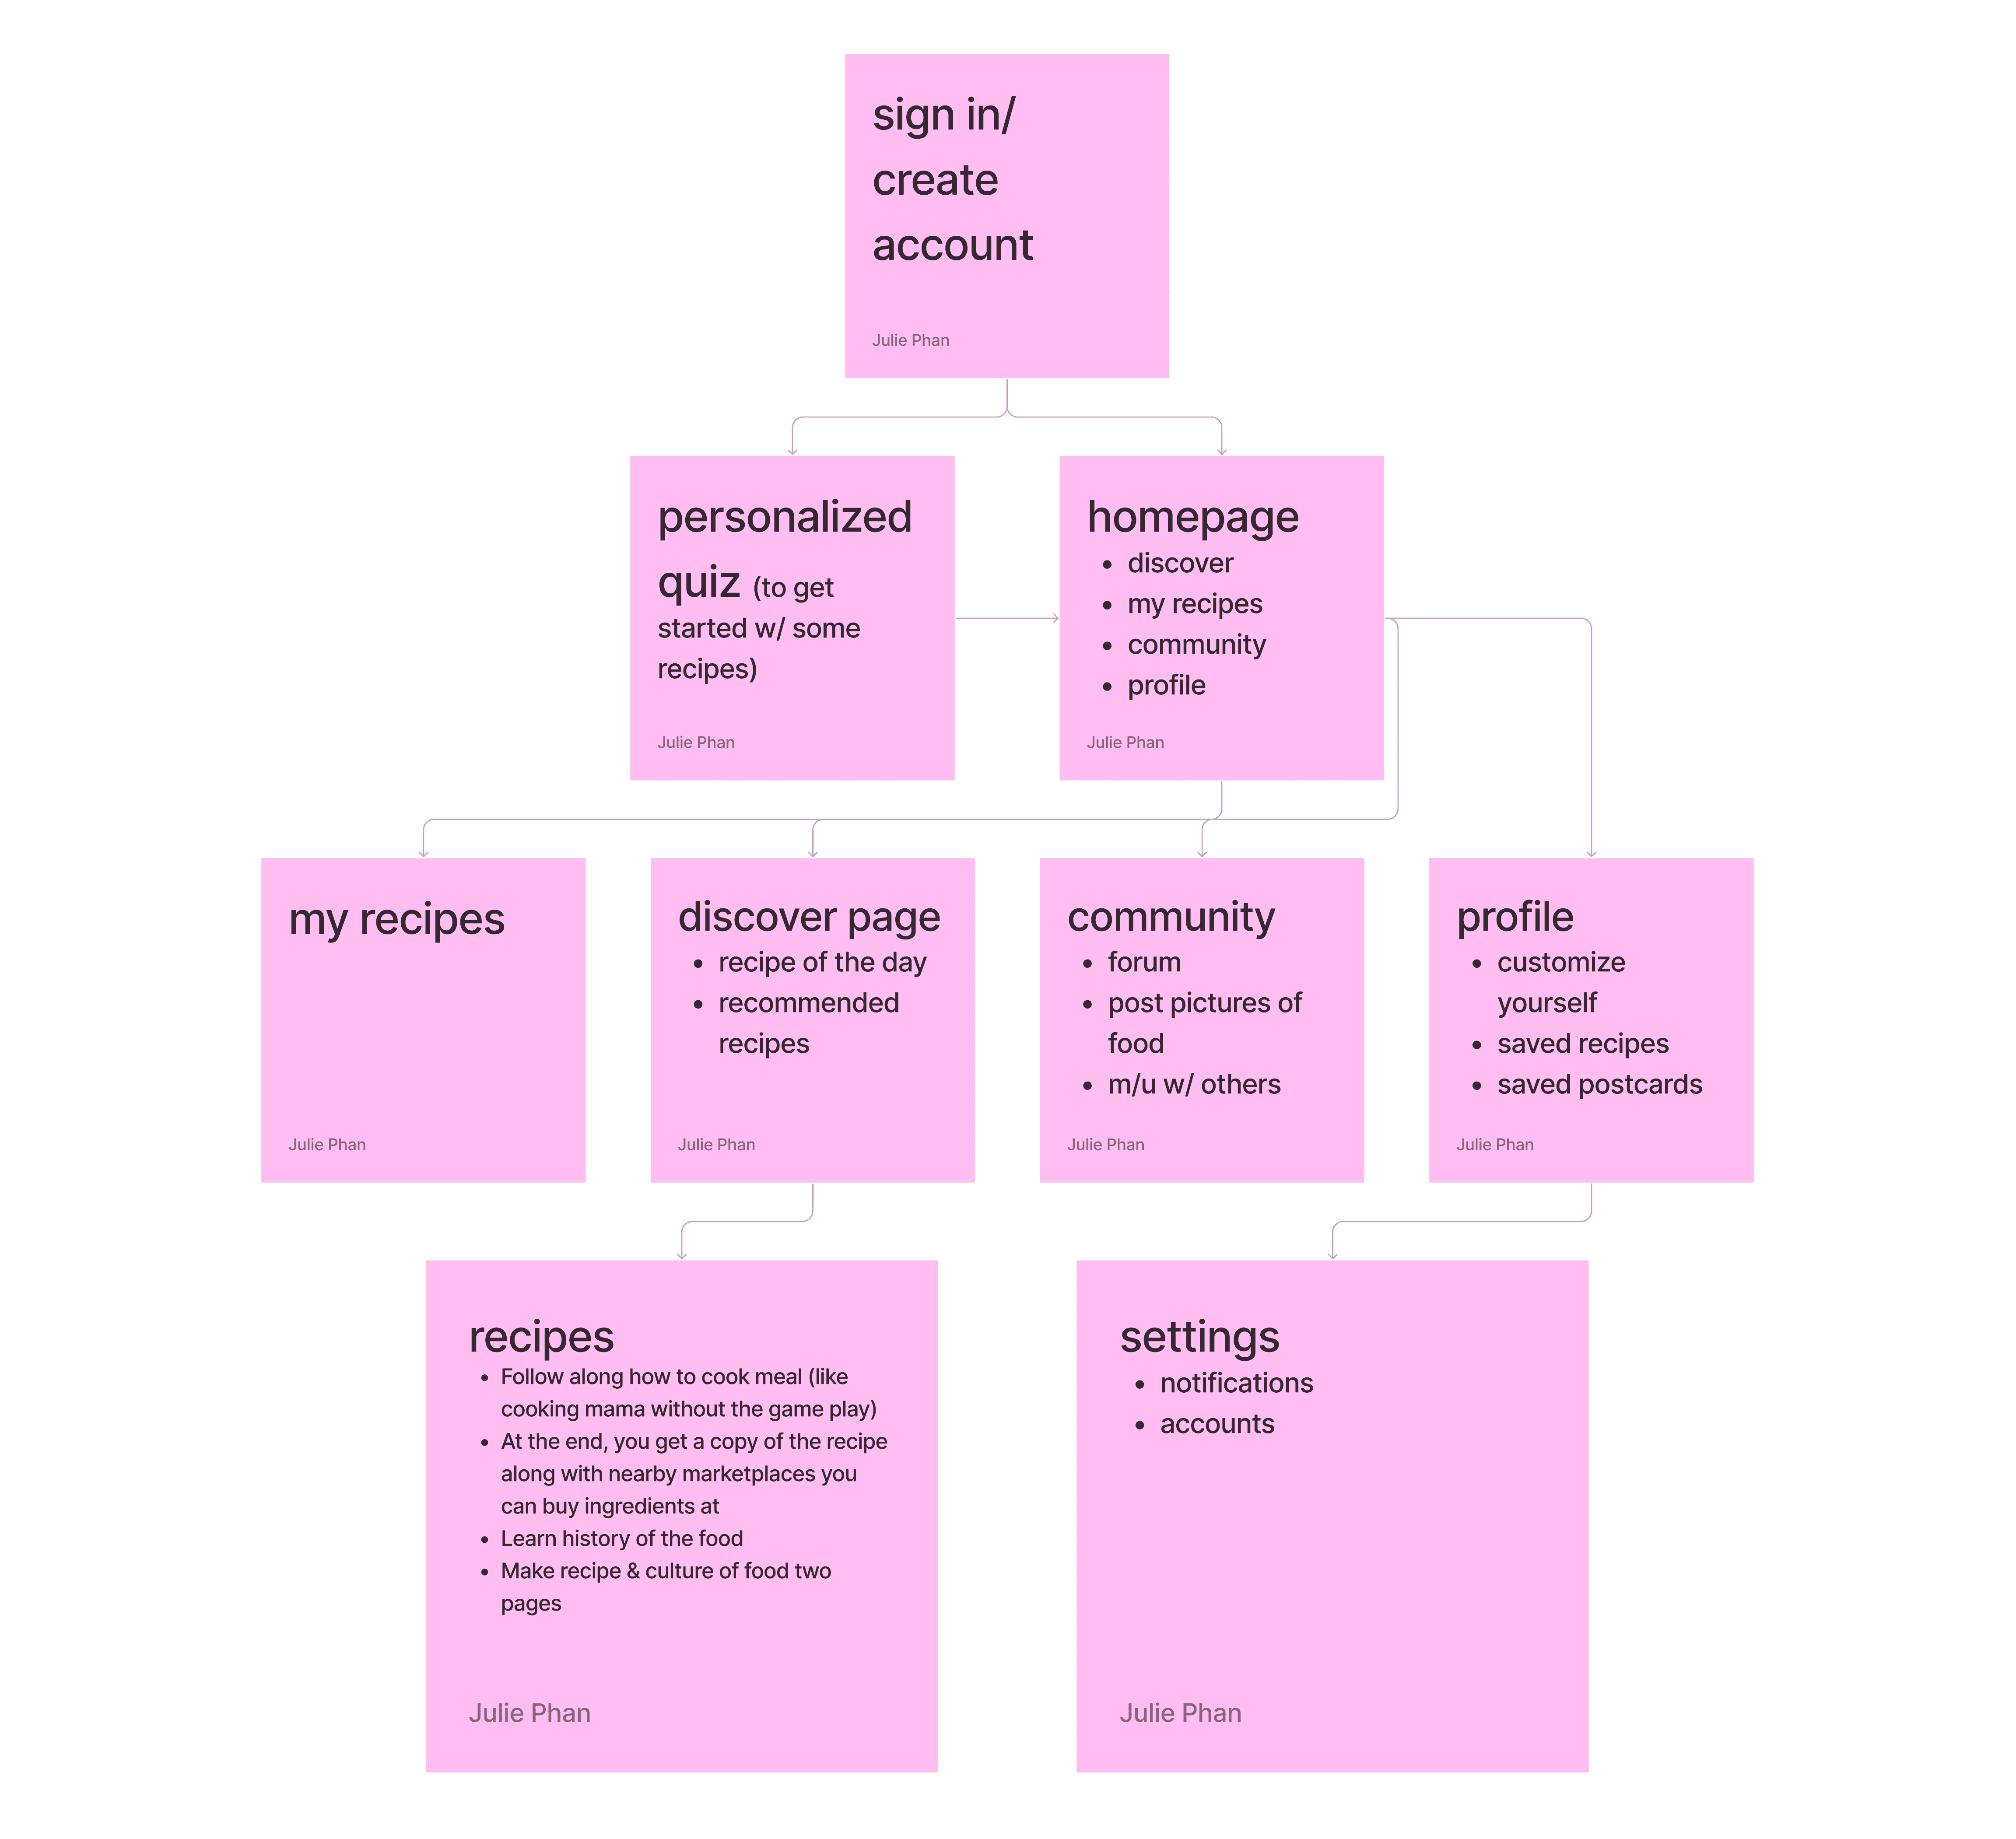 sign in/
create
account
Julie Phan
personalized
quiz (to get
started w/ some
recipes)
Julie Phan
homepage
• discover
• my recipes
• community
• profile
Julie Phan
my recipes
Julie Phan
discover page
• recipe of the day
• recommended
recipes
Julie Phan
community
• forum
• post pictures of
food
• m/u w/ others
Julie Phan
profile
• customize
yourself
• saved recipes
• saved postcards
Julie Phan
recipes
• Follow along how to cook meal (like
cooking mama without the game play)
• At the end, you get a copy of the recipe
along with nearby marketplaces you
can buy ingredients at
• Learn history of the food
• Make recipe & culture of food two
pages
Julie Phan
settings
• notifications
• accounts
Julie Phan